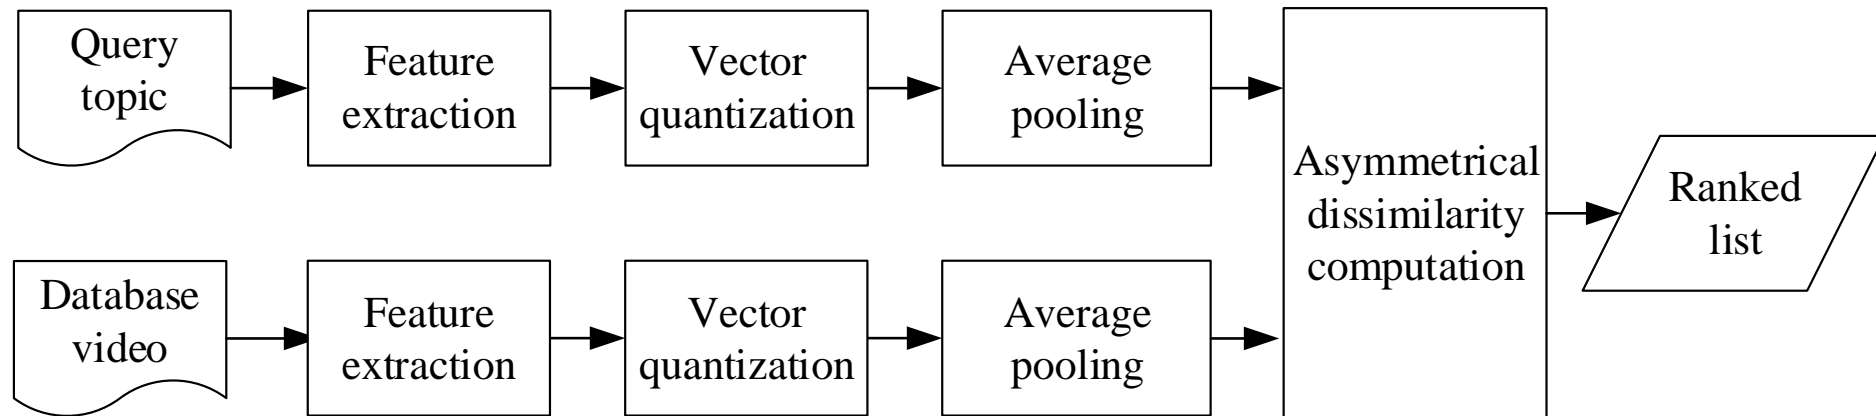 Query
topic
Feature
extraction
Vector
quantization
Average
pooling
Asymmetrical
dissimilarity
computation
Ranked
list
Database
video
Feature
extraction
Vector
quantization
Average
pooling